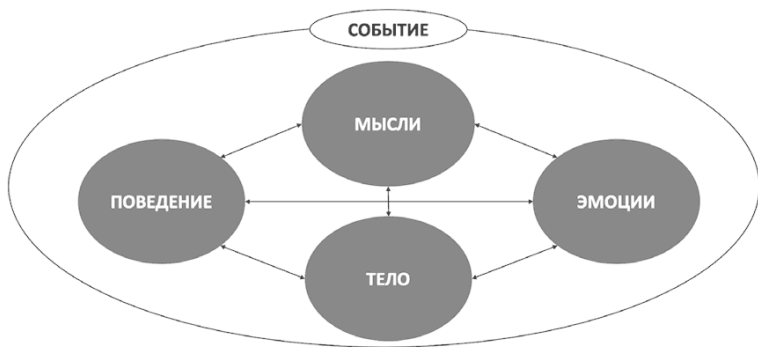 СОБЫТИЕ
МЫСЛИ
ПОВЕДЕНИЕ
ЭМОЦИИ
ТЕЛО